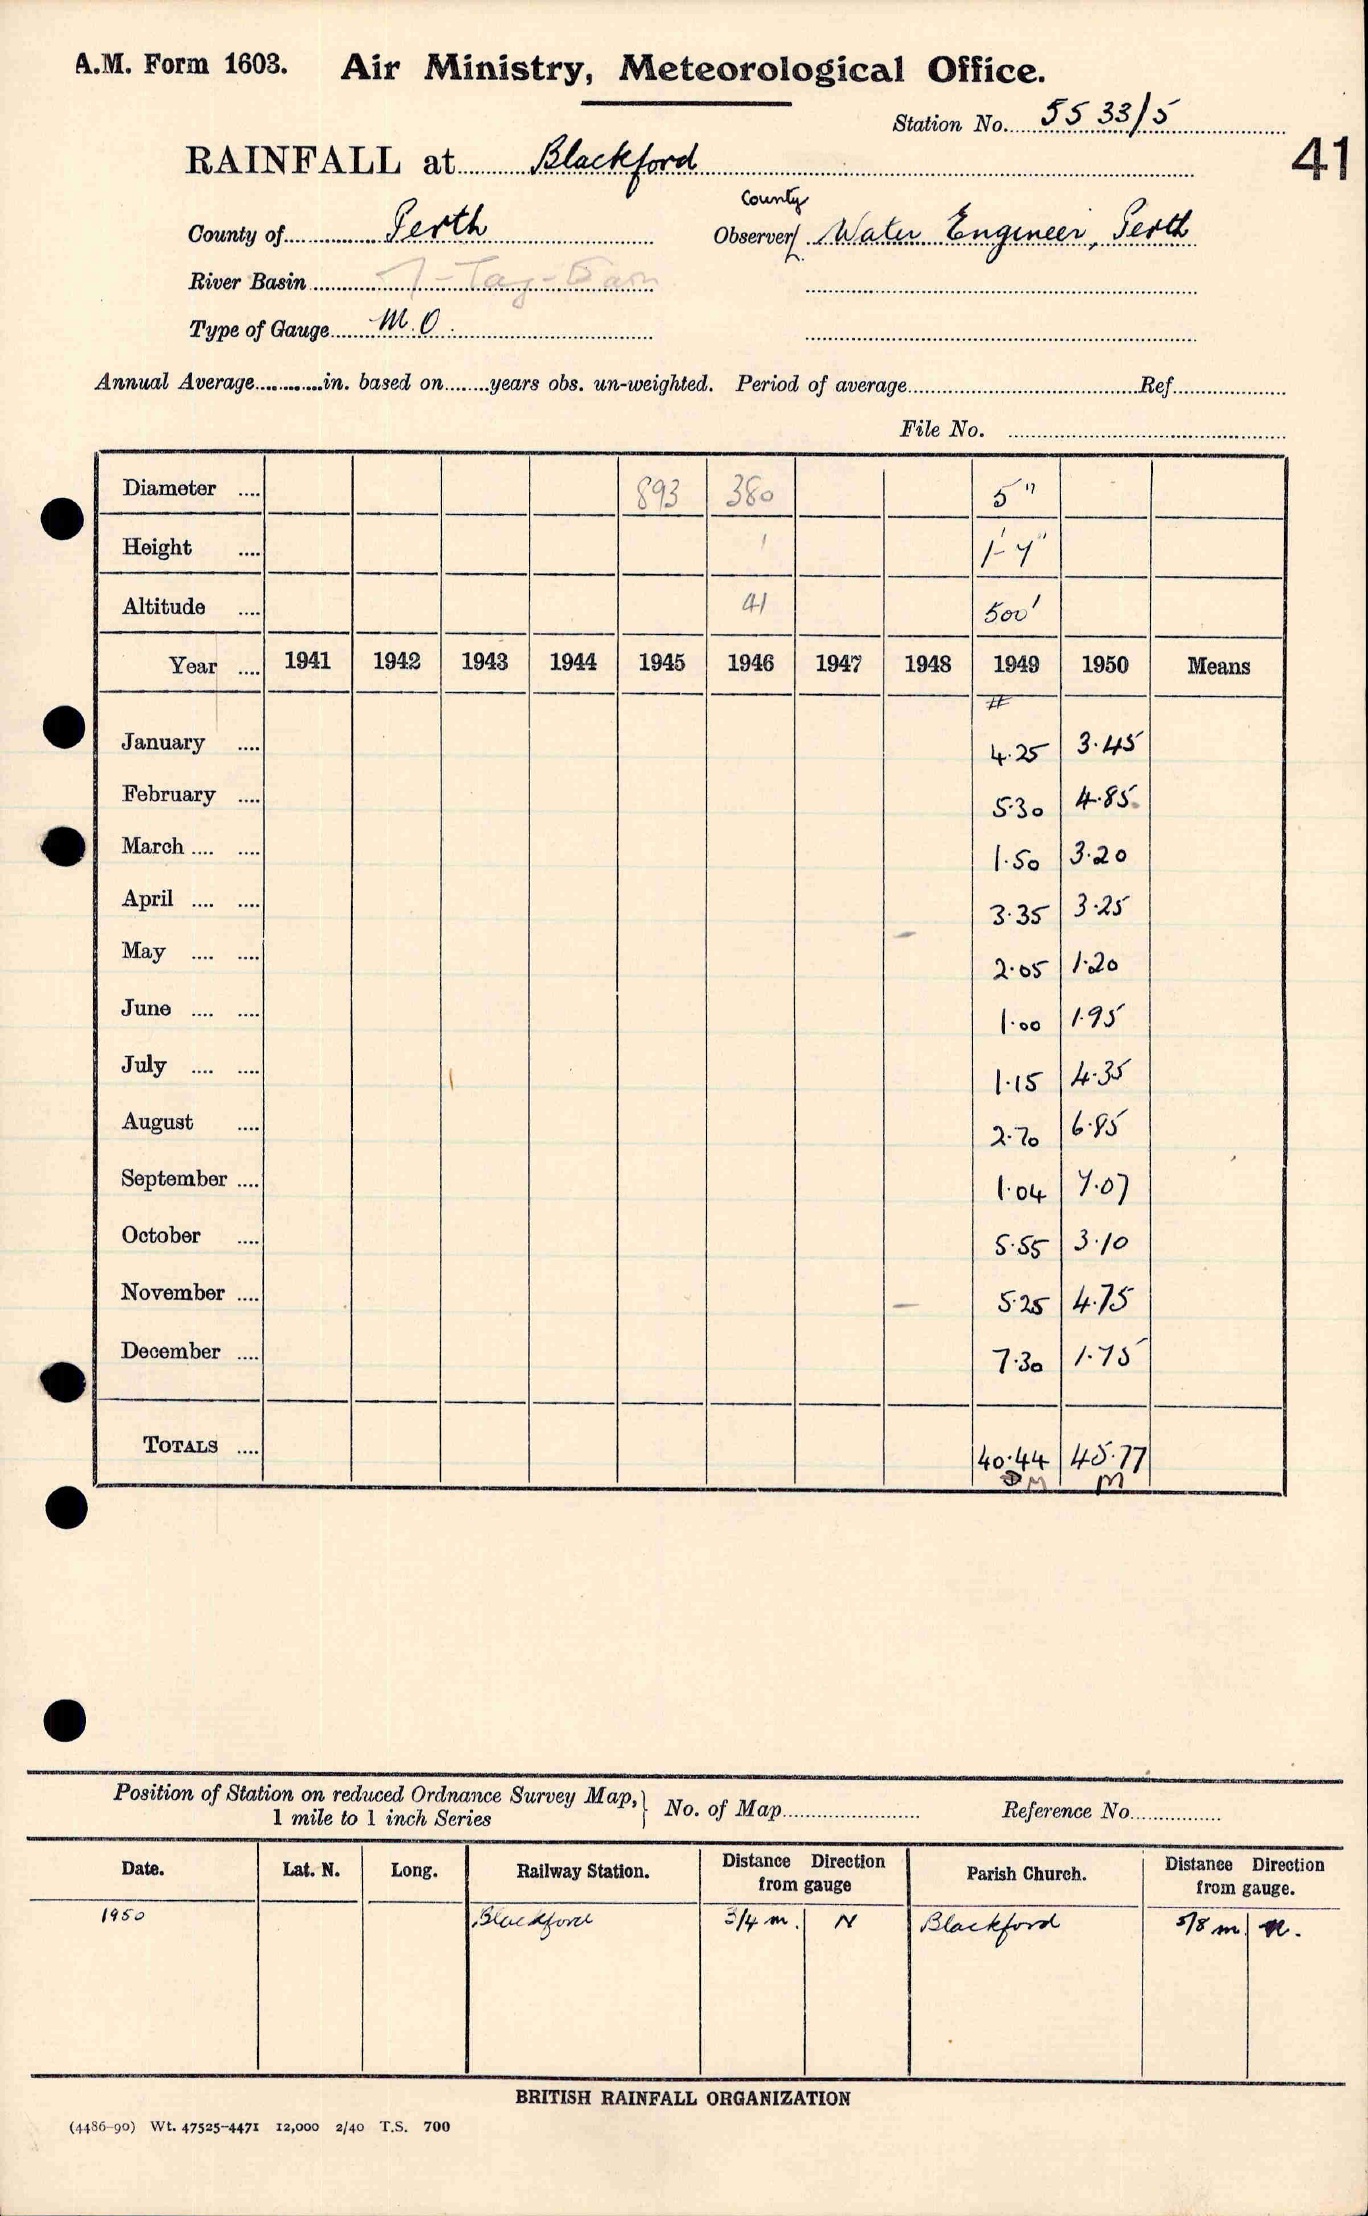 A.M. Form 1603. Air Ministry, Meteorological Office.
Station No. 5533/5
41
RAINFALL at Blackford
County
County of Perth Observer Water Engineer, Perth
River Basin 7-Tay-Earn
Type of Gauge M.O.
Annual Average............in. based on........years obs. un-weighted. Period of average............Ref............
File No. ............
Diameter .... 893 380 5"
Height .... 1 1'-4"
Altitude .... 41 500'
Year .... 1941 1942 1943 1944 1945 1946 1947 1948 1949 1950 Means
#
January .... 4.25 3.45
February .... 5.30 4.85
March .... .... 1.50 3.20
April .... .... 3.35 3.25
May .... .... 2.05 1.20
June .... .... 1.00 1.95
July .... .... 1.15 4.35
August .... 2.70 6.85
September .... 1.04 7.07
October .... 5.55 3.10
November .... 5.25 4.75
December .... 7.30 1.75
TOTALS .... 40.44 45.77
M M
Position of Station on reduced Ordnance Survey Map, 1 mile to 1 inch Series } No. of Map............ Reference No............
Date. Lat. N. Long. Railway Station. Distance Direction from gauge Parish Church. Distance Direction from gauge.
1950 Blackford 3/4 m. N Blackford 5/8 m. N.
BRITISH RAINFALL ORGANIZATION
(4486-90) Wt. 47525-4471 12,000 2/40 T.S. 700